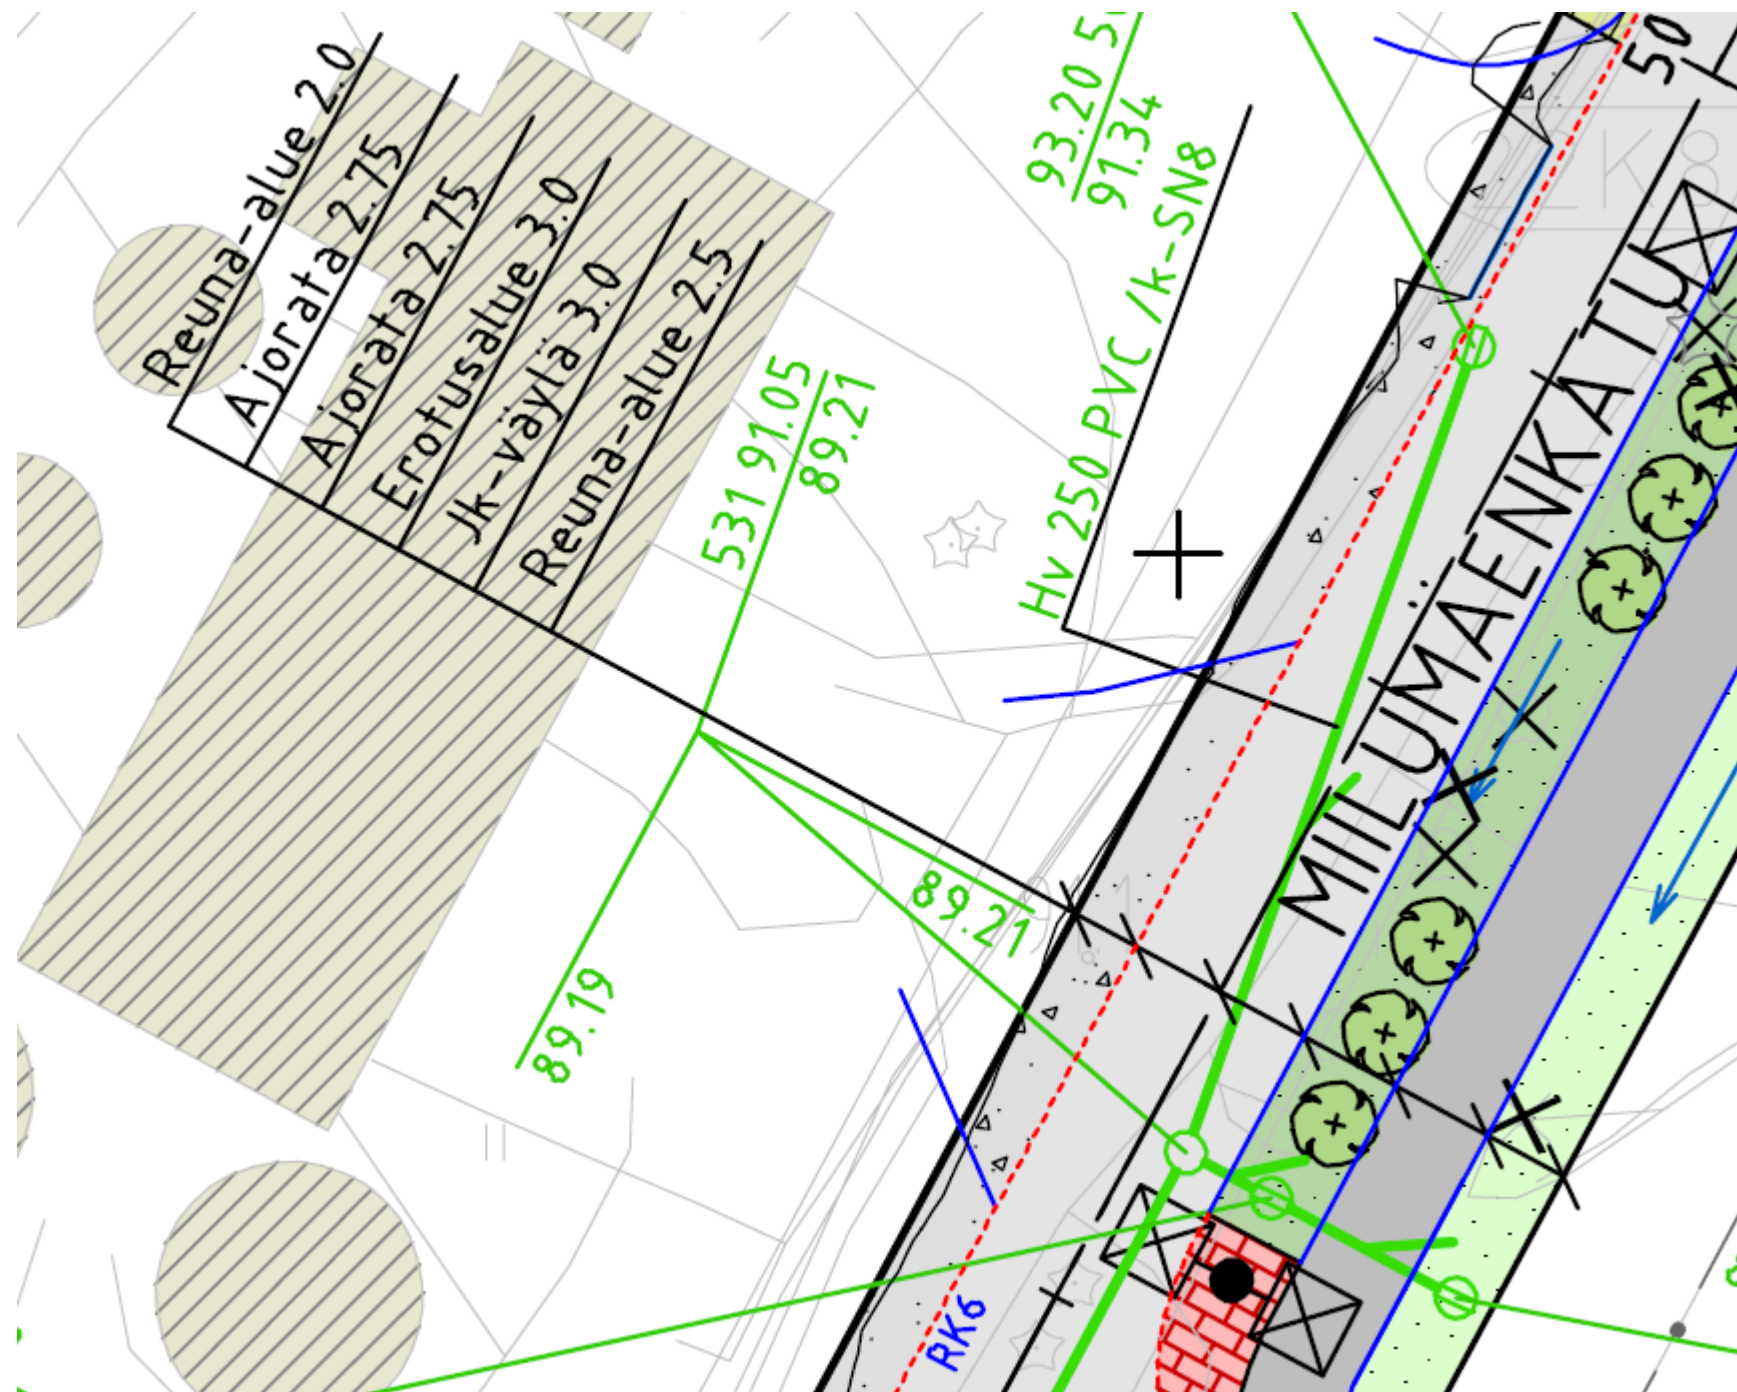 Reuna-alue 2.0
Ajorata 2.75
Ajorata 2.75
Erotusalue 3.0
Jk-väylä 3.0
Reuna-alue 2.5
531 91.05
89.21
89.21
89.19
93.20
91.34
Hv 250 PVC /k-SN8
50
MIILUMÄENKATU
RK6